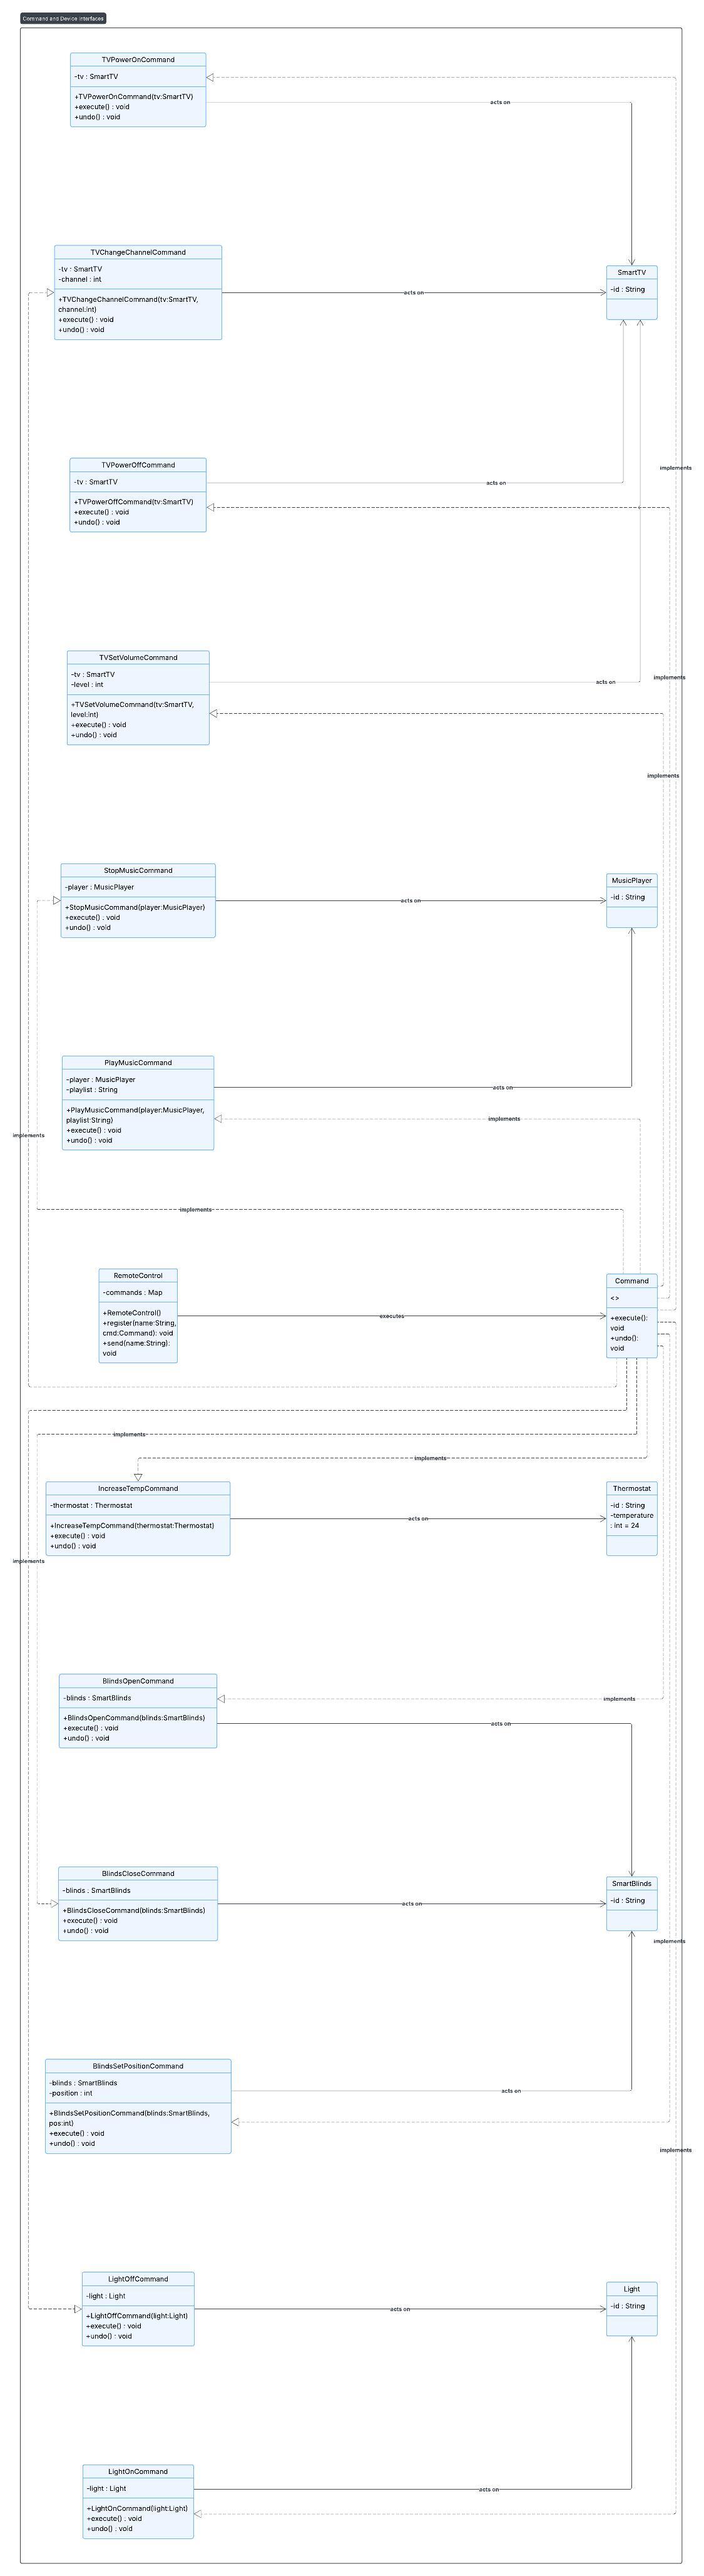 Command and Device Interfaces
TVPowerOnCommand
-tv : SmartTV
+TVPowerOnCommand(tv:SmartTV)
+execute() : void
+undo() : void
acts on
TVChangeChannelCommand
-tv : SmartTV
-channel : int
+TVChangeChannelCommand(tv:SmartTV,
channel:int)
+execute() : void
+undo() : void
acts on
SmartTV
-id : String
TVPowerOffCommand
-tv : SmartTV
+TVPowerOffCommand(tv:SmartTV)
+execute() : void
+undo() : void
acts on
implements
TVSetVolumeCommand
-tv : SmartTV
-level : int
+TVSetVolumeCommand(tv:SmartTV,
level:int)
+execute() : void
+undo() : void
acts on
implements
implements
StopMusicCommand
-player : MusicPlayer
+StopMusicCommand(player:MusicPlayer)
+execute() : void
+undo() : void
acts on
MusicPlayer
-id : String
PlayMusicCommand
-player : MusicPlayer
-playlist : String
+PlayMusicCommand(player:MusicPlayer,
playlist:String)
+execute() : void
+undo() : void
acts on
implements
implements
implements
RemoteControl
-commands : Map
+RemoteControl()
+register(name:String,
cmd:Command) : void
+send(name:String) :
void
executes
Command
<>
+execute():
void
+undo():
void
implements
implements
IncreaseTempCommand
-thermostat : Thermostat
+IncreaseTempCommand(thermostat:Thermostat)
+execute() : void
+undo() : void
acts on
Thermostat
-id : String
-temperature
: int = 24
implements
BlindsOpenCommand
-blinds : SmartBlinds
+BlindsOpenCommand(blinds:SmartBlinds)
+execute() : void
+undo() : void
implements
acts on
BlindsCloseCommand
-blinds : SmartBlinds
+BlindsCloseCommand(blinds:SmartBlinds)
+execute() : void
+undo() : void
acts on
SmartBlinds
-id : String
implements
BlindsSetPositionCommand
-blinds : SmartBlinds
-position : int
+BlindsSetPositionCommand(blinds:SmartBlinds,
pos:int)
+execute() : void
+undo() : void
acts on
implements
LightOffCommand
-light : Light
+LightOffCommand(light:Light)
+execute() : void
+undo() : void
acts on
Light
-id : String
LightOnCommand
-light : Light
+LightOnCommand(light:Light)
+execute() : void
+undo() : void
acts on